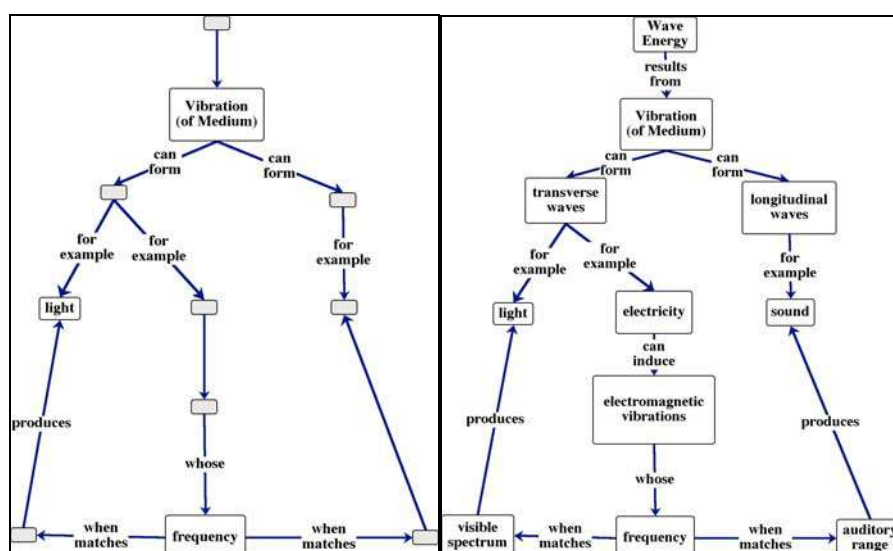 Vibration
(of Medium)
can
form
can
form
for
example
for
example
for
example
light
produces
whose
when
matches
frequency
when
matches
Wave
Energy
results
from
Vibration
(of Medium)
can
form
can
form
transverse
waves
longitudinal
waves
for
example
for
example
for
example
light
electricity
sound
can
induce
electromagnetic
vibrations
produces
produces
whose
visible
spectrum
when
matches
frequency
when
matches
auditory
range